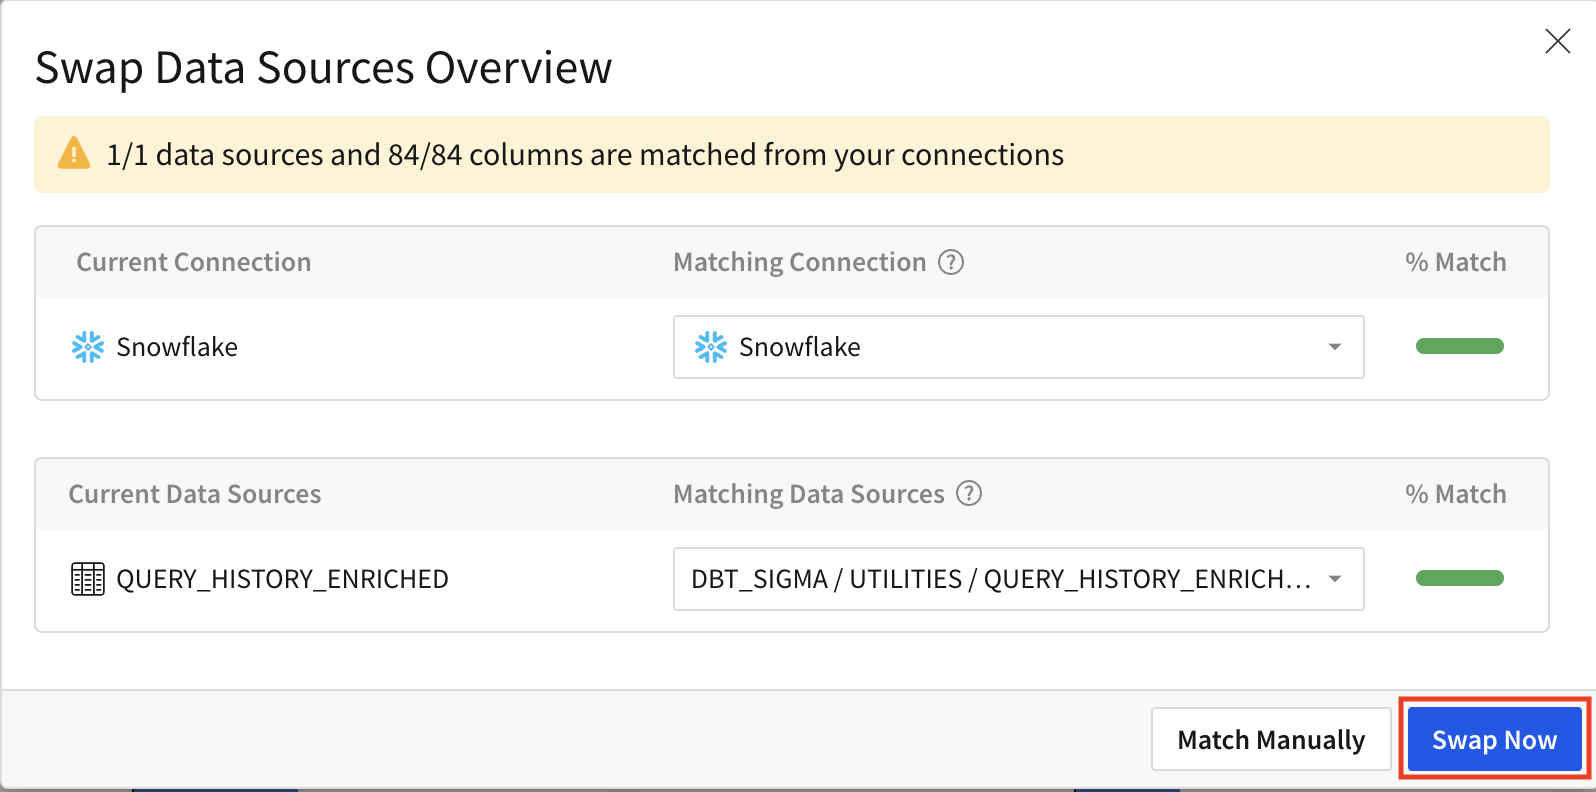 Swap Data Sources Overview
1/1 data sources and 84/84 columns are matched from your connections
Current Connection Matching Connection ? % Match
Snowflake Snowflake
Current Data Sources Matching Data Sources ? % Match
QUERY_HISTORY_ENRICHED DBT_SIGMA / UTILITIES / QUERY_HISTORY_ENRICH...
Match Manually Swap Now